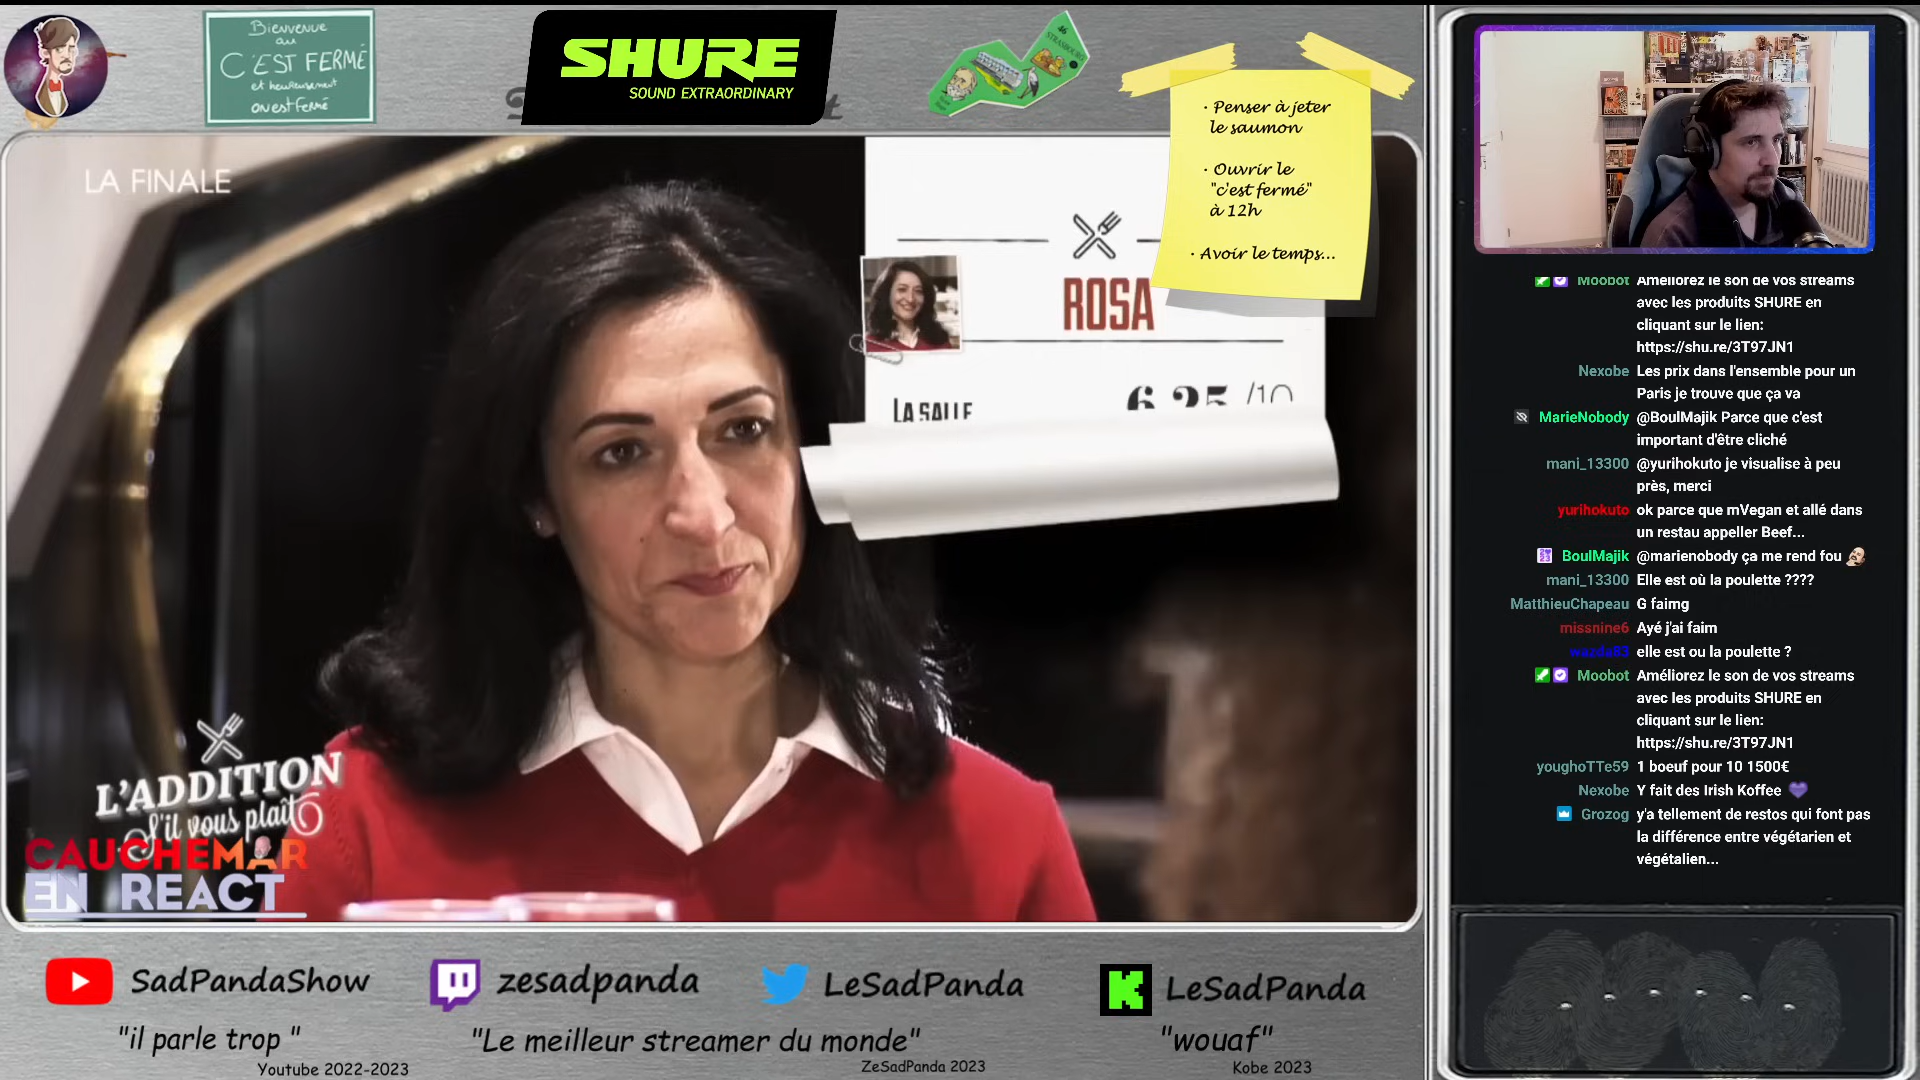 Bienvenue
au
C'EST FERMÉ
et heureusement
on est fermé
SHURE
SOUND EXTRAORDINARY
STRASBOURG
· Penser à jeter
le saumon
· Ouvrir le
"c'est fermé"
à 12h
· Avoir le temps...
LA FINALE
ROSA
LA SALLE 6,25 /10
L'ADDITION
S'il vous plaît
CAUCHEMAR
EN REACT
SadPandaShow
"il parle trop "
Youtube 2022-2023
zesadpanda
LeSadPanda
"Le meilleur streamer du monde"
ZeSadPanda 2023
LeSadPanda
"wouaf"
Kobe 2023
Moobot Améliorez le son de vos streams
avec les produits SHURE en
cliquant sur le lien:
https://shu.re/3T97JN1
Nexobe Les prix dans l'ensemble pour un
Paris je trouve que ça va
MarieNobody @BoulMajik Parce que c'est
important d'être cliché
mani_13300 @yurihokuto je visualise à peu
près, merci
yurihokuto ok parce que mVegan et allé dans
un restau appeller Beef...
BoulMajik @marienobody ça me rend fou
mani_13300 Elle est où la poulette ????
MatthieuChapeau G faimg
missnine6 Ayé j'ai faim
wazda83 elle est ou la poulette ?
Moobot Améliorez le son de vos streams
avec les produits SHURE en
cliquant sur le lien:
https://shu.re/3T97JN1
youghoTTe59 1 boeuf pour 10 1500€
Nexobe Y fait des Irish Koffee
Grozog y'a tellement de restos qui font pas
la différence entre végétarien et
végétalien...